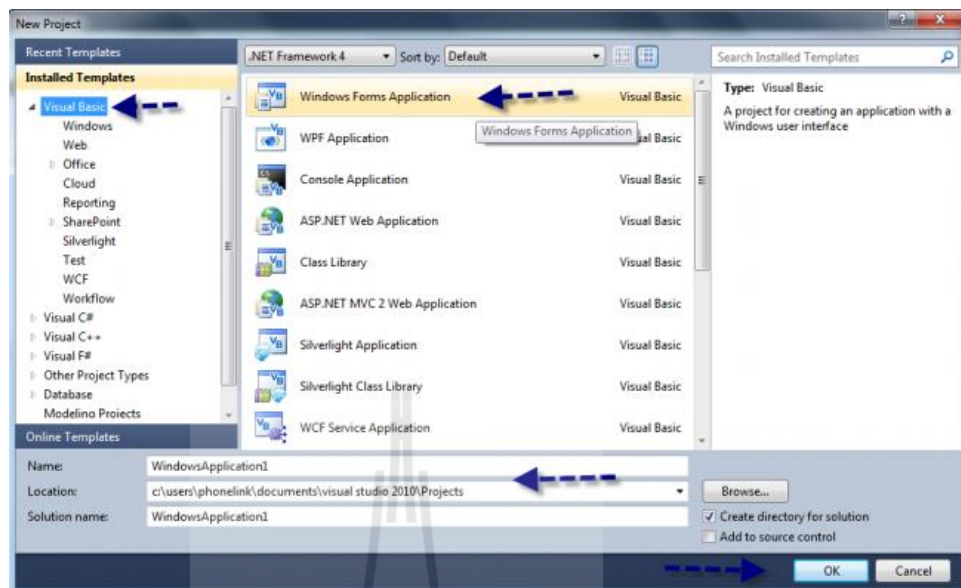 New Project
Recent Templates
Installed Templates
Visual Basic
Windows
Web
Office
Cloud
Reporting
SharePoint
Silverlight
Test
WCF
Workflow
Visual C#
Visual C++
Visual F#
Other Project Types
Database
Modeling Projects
Online Templates
.NET Framework 4 Sort by: Default
Windows Forms Application Visual Basic
WPF Application Windows Forms Application ual Basic
Console Application Visual Basic
ASP.NET Web Application Visual Basic
Class Library Visual Basic
ASP.NET MVC 2 Web Application Visual Basic
Silverlight Application Visual Basic
Silverlight Class Library Visual Basic
WCF Service Application Visual Basic
Search Installed Templates
Type: Visual Basic
A project for creating an application with a
Windows user interface
Name: WindowsApplication1
Location: c:\users\phonelink\documents\visual studio 2010\Projects
Browse...
Solution name: WindowsApplication1
Create directory for solution
Add to source control
OK Cancel